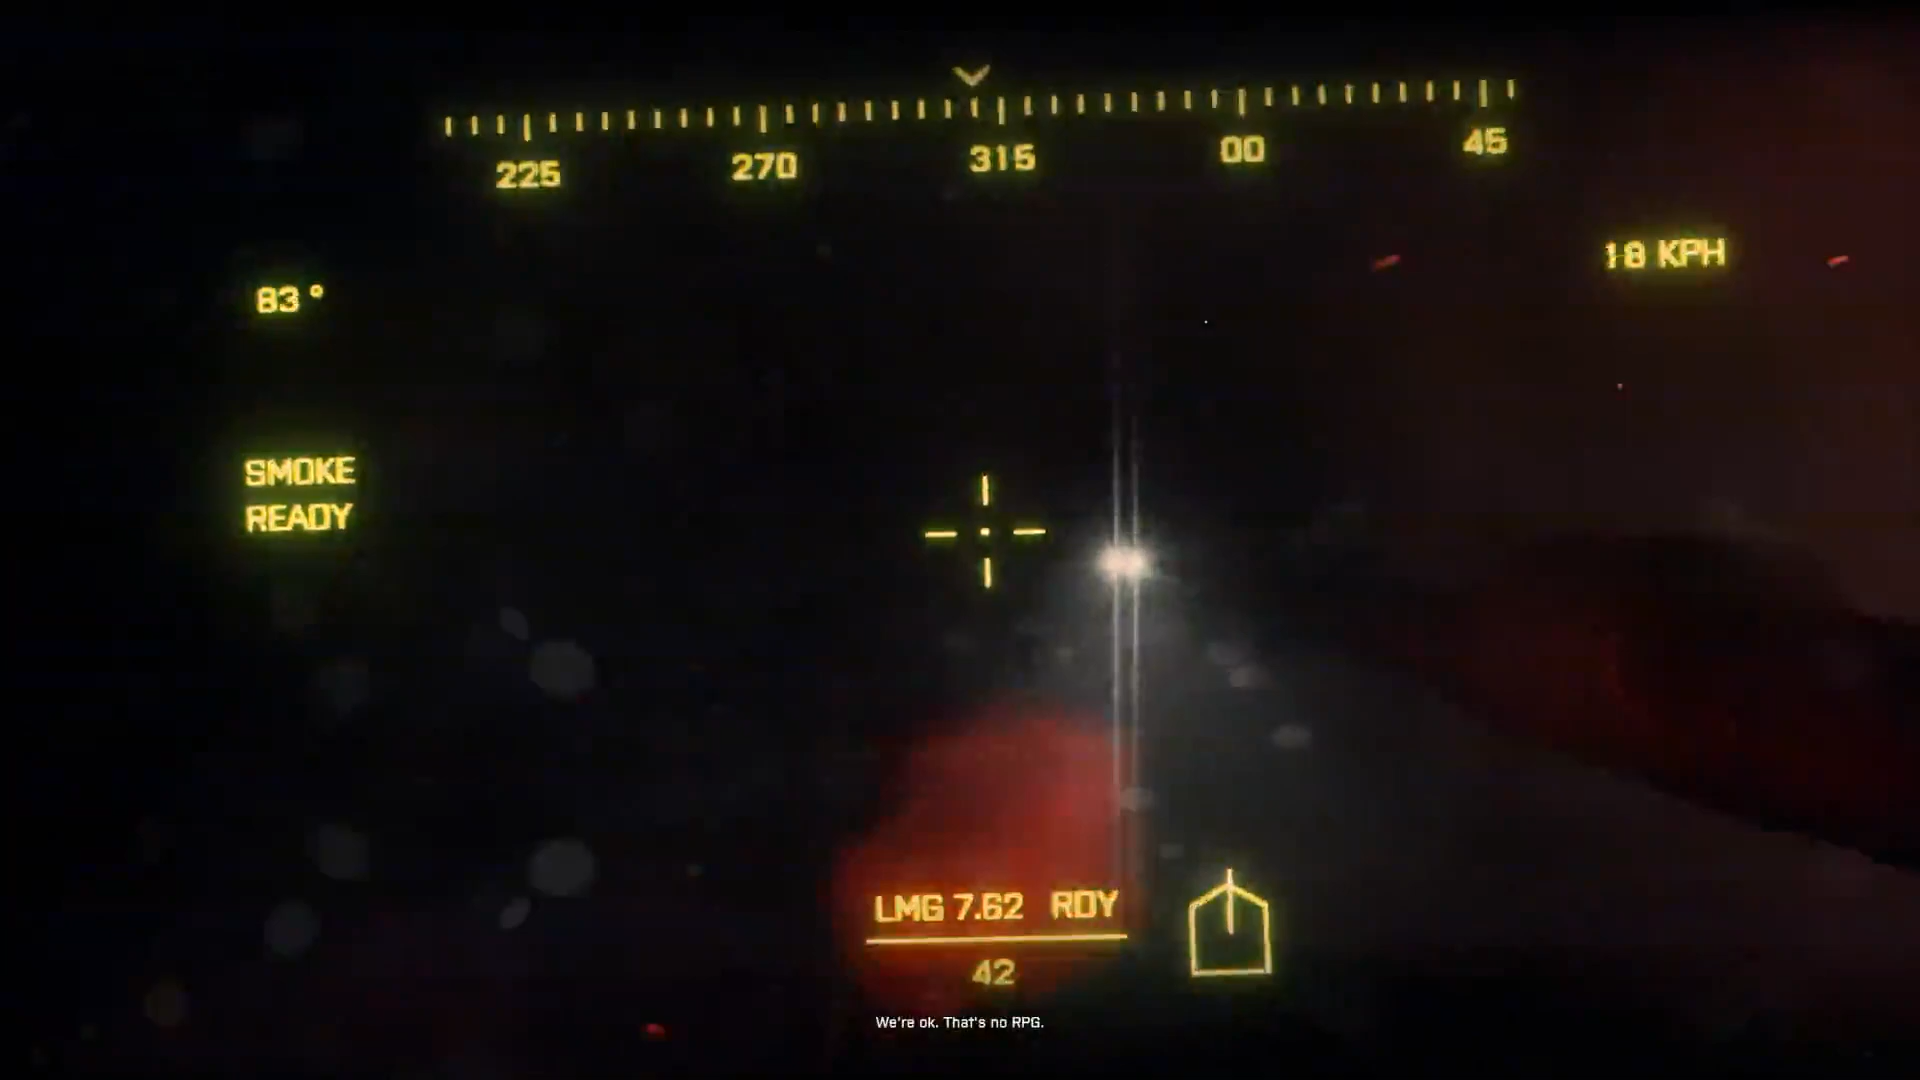 225 270 315 00 45
18 KPH
83 °
SMOKE
READY
LMG 7.62 RDY
42
We're ok. That's no RPG.